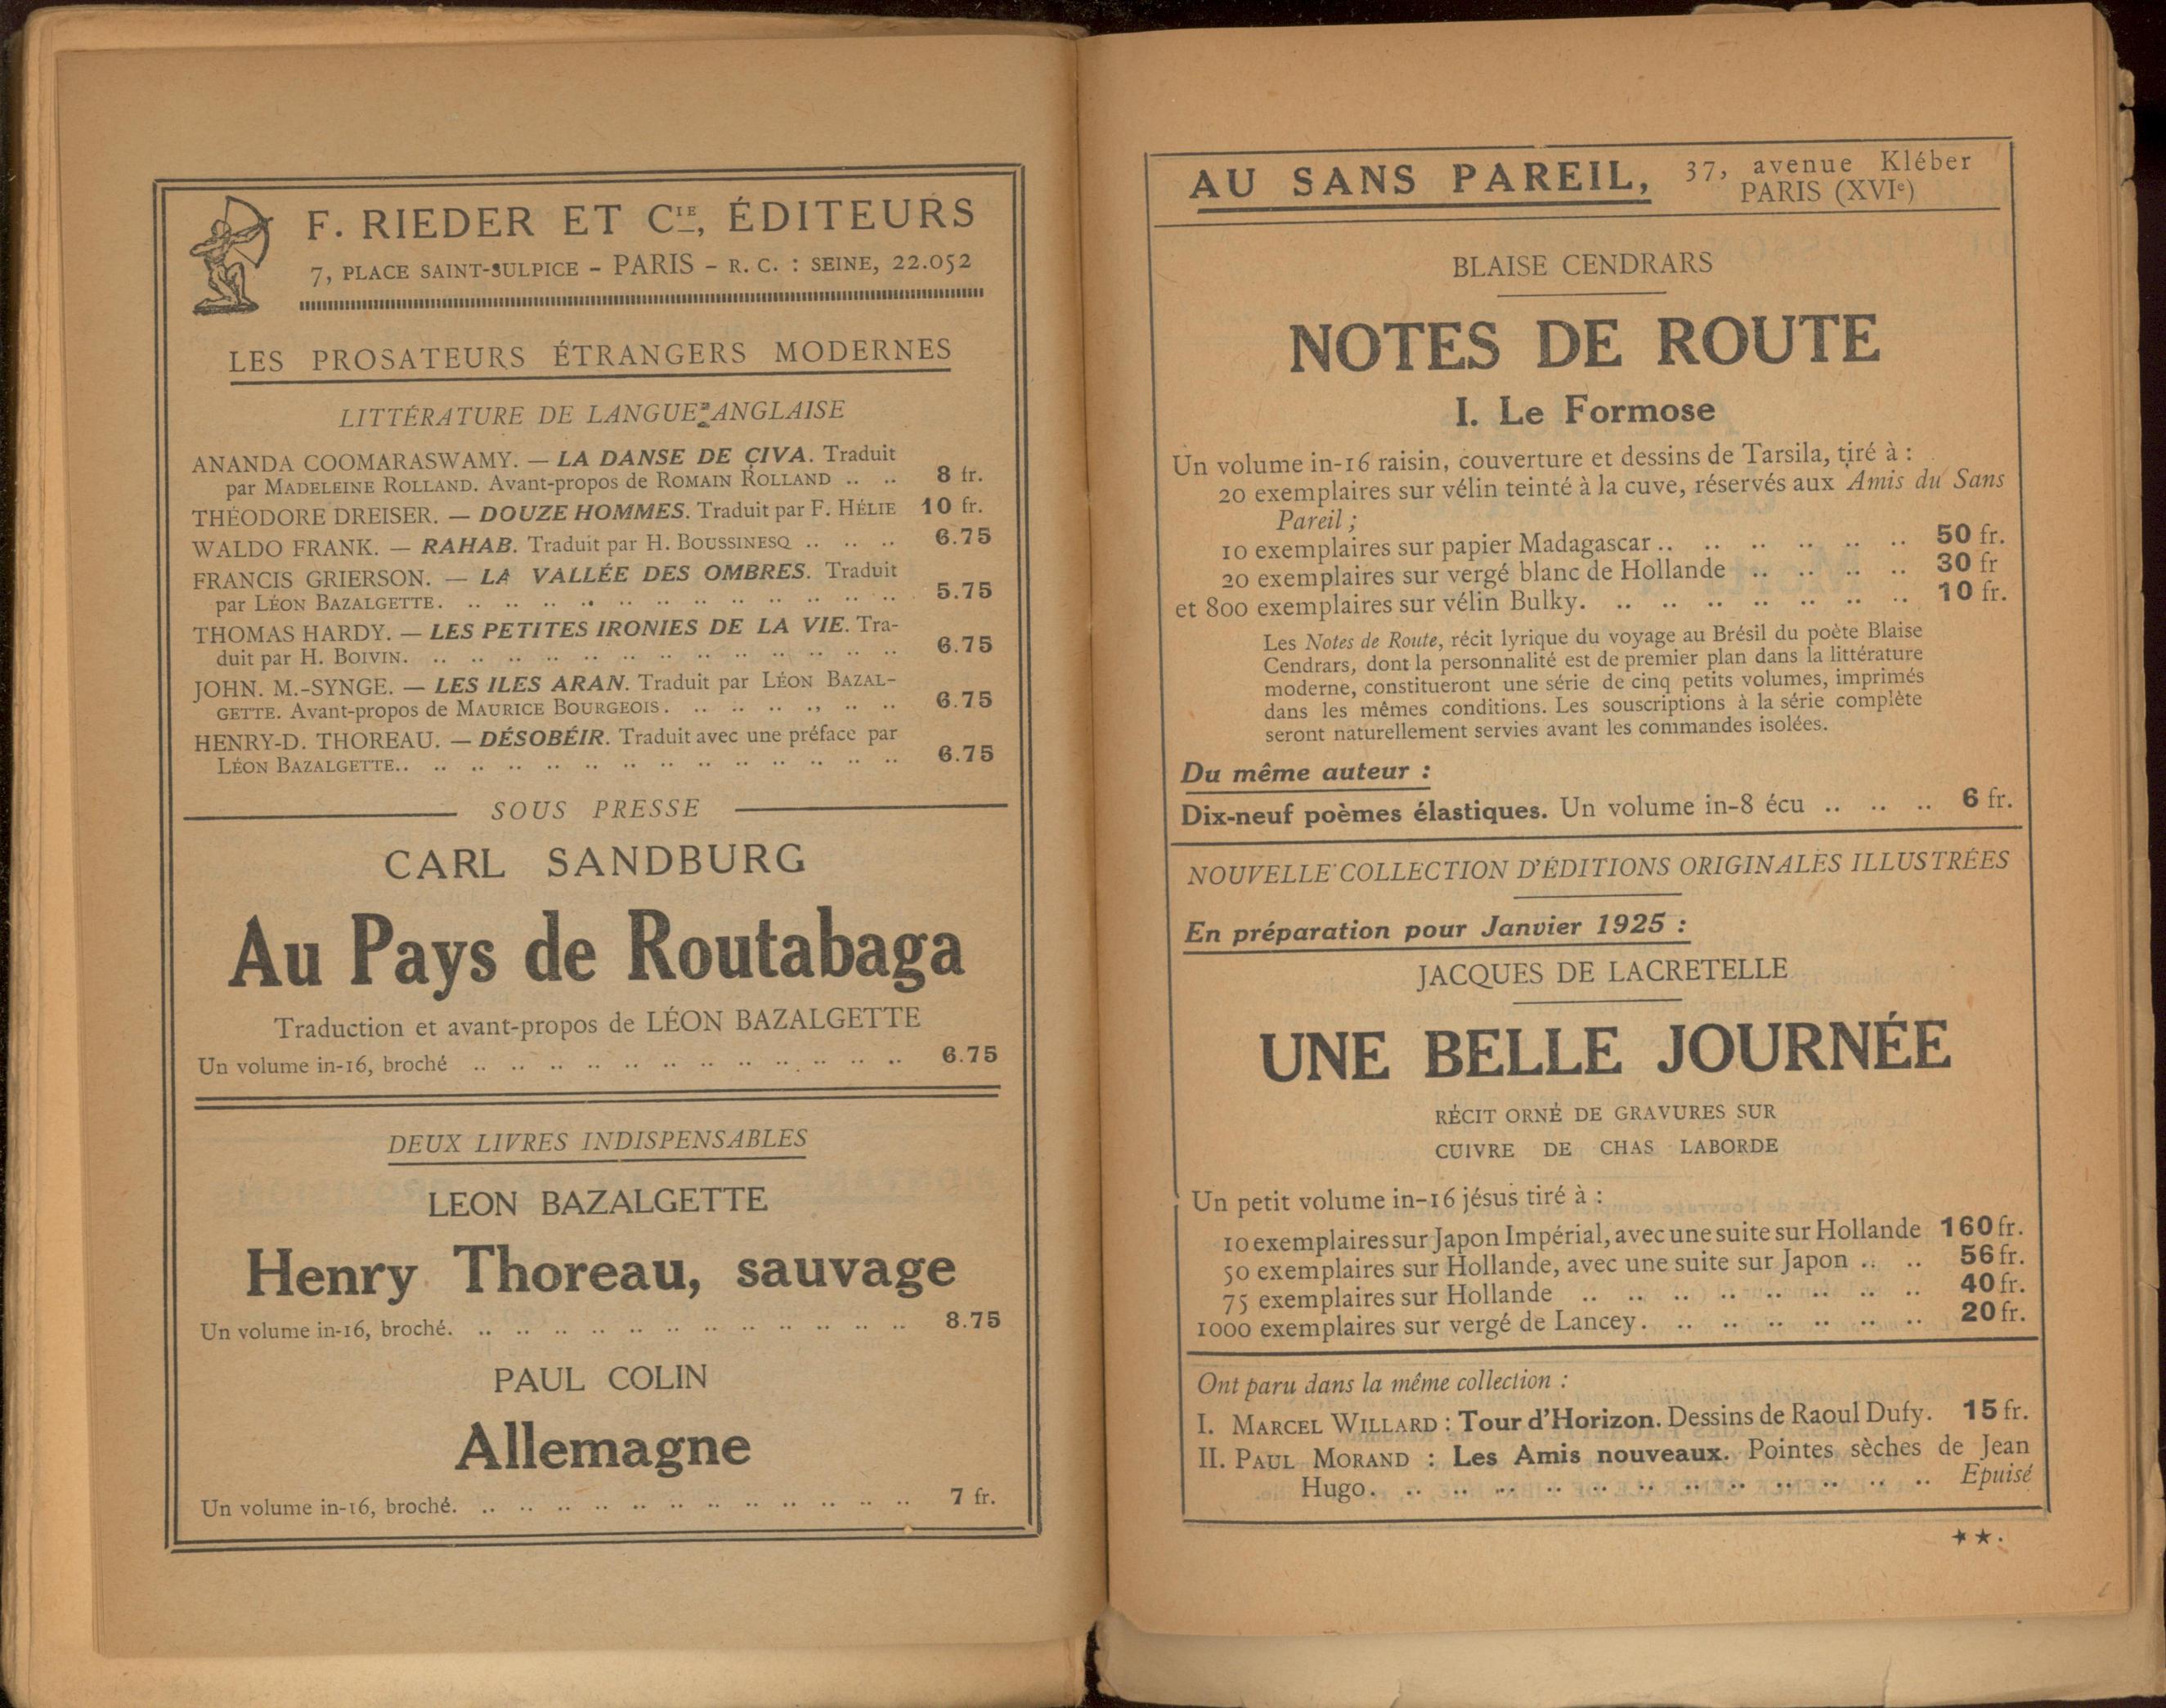 F. RIEDER ET CIE, ÉDITEURS
7, PLACE SAINT-SULPICE – PARIS – R. C. : SEINE, 22.052
LES PROSATEURS ÉTRANGERS MODERNES
LITTÉRATURE DE LANGUE ANGLAISE
ANANDA COOMARASWAMY. — LA DANSE DE ÇIVA. Traduit
par MADELEINE ROLLAND. Avant-propos de ROMAIN ROLLAND .. .. 8 fr.
THÉODORE DREISER. — DOUZE HOMMES. Traduit par F. HÉLIE 10 fr.
WALDO FRANK. — RAHAB. Traduit par H. BOUSSINESQ .. .. .. 6.75
FRANCIS GRIERSON. — LA VALLÉE DES OMBRES. Traduit
par LÉON BAZALGETTE. .. .. .. .. .. .. .. .. .. .. .. .. 5.75
THOMAS HARDY. — LES PETITES IRONIES DE LA VIE. Tra-
duit par H. BOIVIN. .. .. .. .. .. .. .. .. .. .. .. .. .. 6.75
JOHN. M.-SYNGE. — LES ILES ARAN. Traduit par LÉON BAZAL-
GETTE. Avant-propos de MAURICE BOURGEOIS. .. .. .. .. .. .. 6.75
HENRY-D. THOREAU. — DÉSOBÉIR. Traduit avec une préface par
LÉON BAZALGETTE.. .. .. .. .. .. .. .. .. .. .. .. .. .. 6.75
SOUS PRESSE
CARL SANDBURG
Au Pays de Routabaga
Traduction et avant-propos de LÉON BAZALGETTE
Un volume in-16, broché .. .. .. .. .. .. .. .. .. .. .. .. 6.75
DEUX LIVRES INDISPENSABLES
LEON BAZALGETTE
Henry Thoreau, sauvage
Un volume in-16, broché. .. .. .. .. .. .. .. .. .. .. .. .. 8.75
PAUL COLIN
Allemagne
Un volume in-16, broché. .. .. .. .. .. .. .. .. .. .. .. .. 7 fr.
AU SANS PAREIL, 37, avenue Kléber
PARIS (XVIe)
BLAISE CENDRARS
NOTES DE ROUTE
I. Le Formose
Un volume in-16 raisin, couverture et dessins de Tarsila, tiré à :
20 exemplaires sur vélin teinté à la cuve, réservés aux Amis du Sans
Pareil ;
10 exemplaires sur papier Madagascar .. .. .. .. .. .. 50 fr.
20 exemplaires sur vergé blanc de Hollande .. .. .. .. 30 fr
et 800 exemplaires sur vélin Bulky. .. .. .. .. .. .. .. 10 fr.
Les Notes de Route, récit lyrique du voyage au Brésil du poète Blaise
Cendrars, dont la personnalité est de premier plan dans la littérature
moderne, constitueront une série de cinq petits volumes, imprimés
dans les mêmes conditions. Les souscriptions à la série complète
seront naturellement servies avant les commandes isolées.
Du même auteur :
Dix-neuf poèmes élastiques. Un volume in-8 écu .. .. .. 6 fr.
NOUVELLE COLLECTION D'ÉDITIONS ORIGINALES ILLUSTRÉES
En préparation pour Janvier 1925 :
JACQUES DE LACRETELLE
UNE BELLE JOURNÉE
RÉCIT ORNÉ DE GRAVURES SUR
CUIVRE DE CHAS LABORDE
Un petit volume in-16 jésus tiré à :
10 exemplaires sur Japon Impérial, avec une suite sur Hollande 160 fr.
50 exemplaires sur Hollande, avec une suite sur Japon .. .. 56 fr.
75 exemplaires sur Hollande .. .. .. .. .. .. .. .. 40 fr.
1000 exemplaires sur vergé de Lancey. .. .. .. .. .. .. 20 fr.
Ont paru dans la même collection :
I. MARCEL WILLARD : Tour d'Horizon. Dessins de Raoul Dufy. 15 fr.
II. PAUL MORAND : Les Amis nouveaux. Pointes sèches de Jean
Hugo. .. .. .. .. .. .. .. .. .. .. .. .. Epuisé
★★.